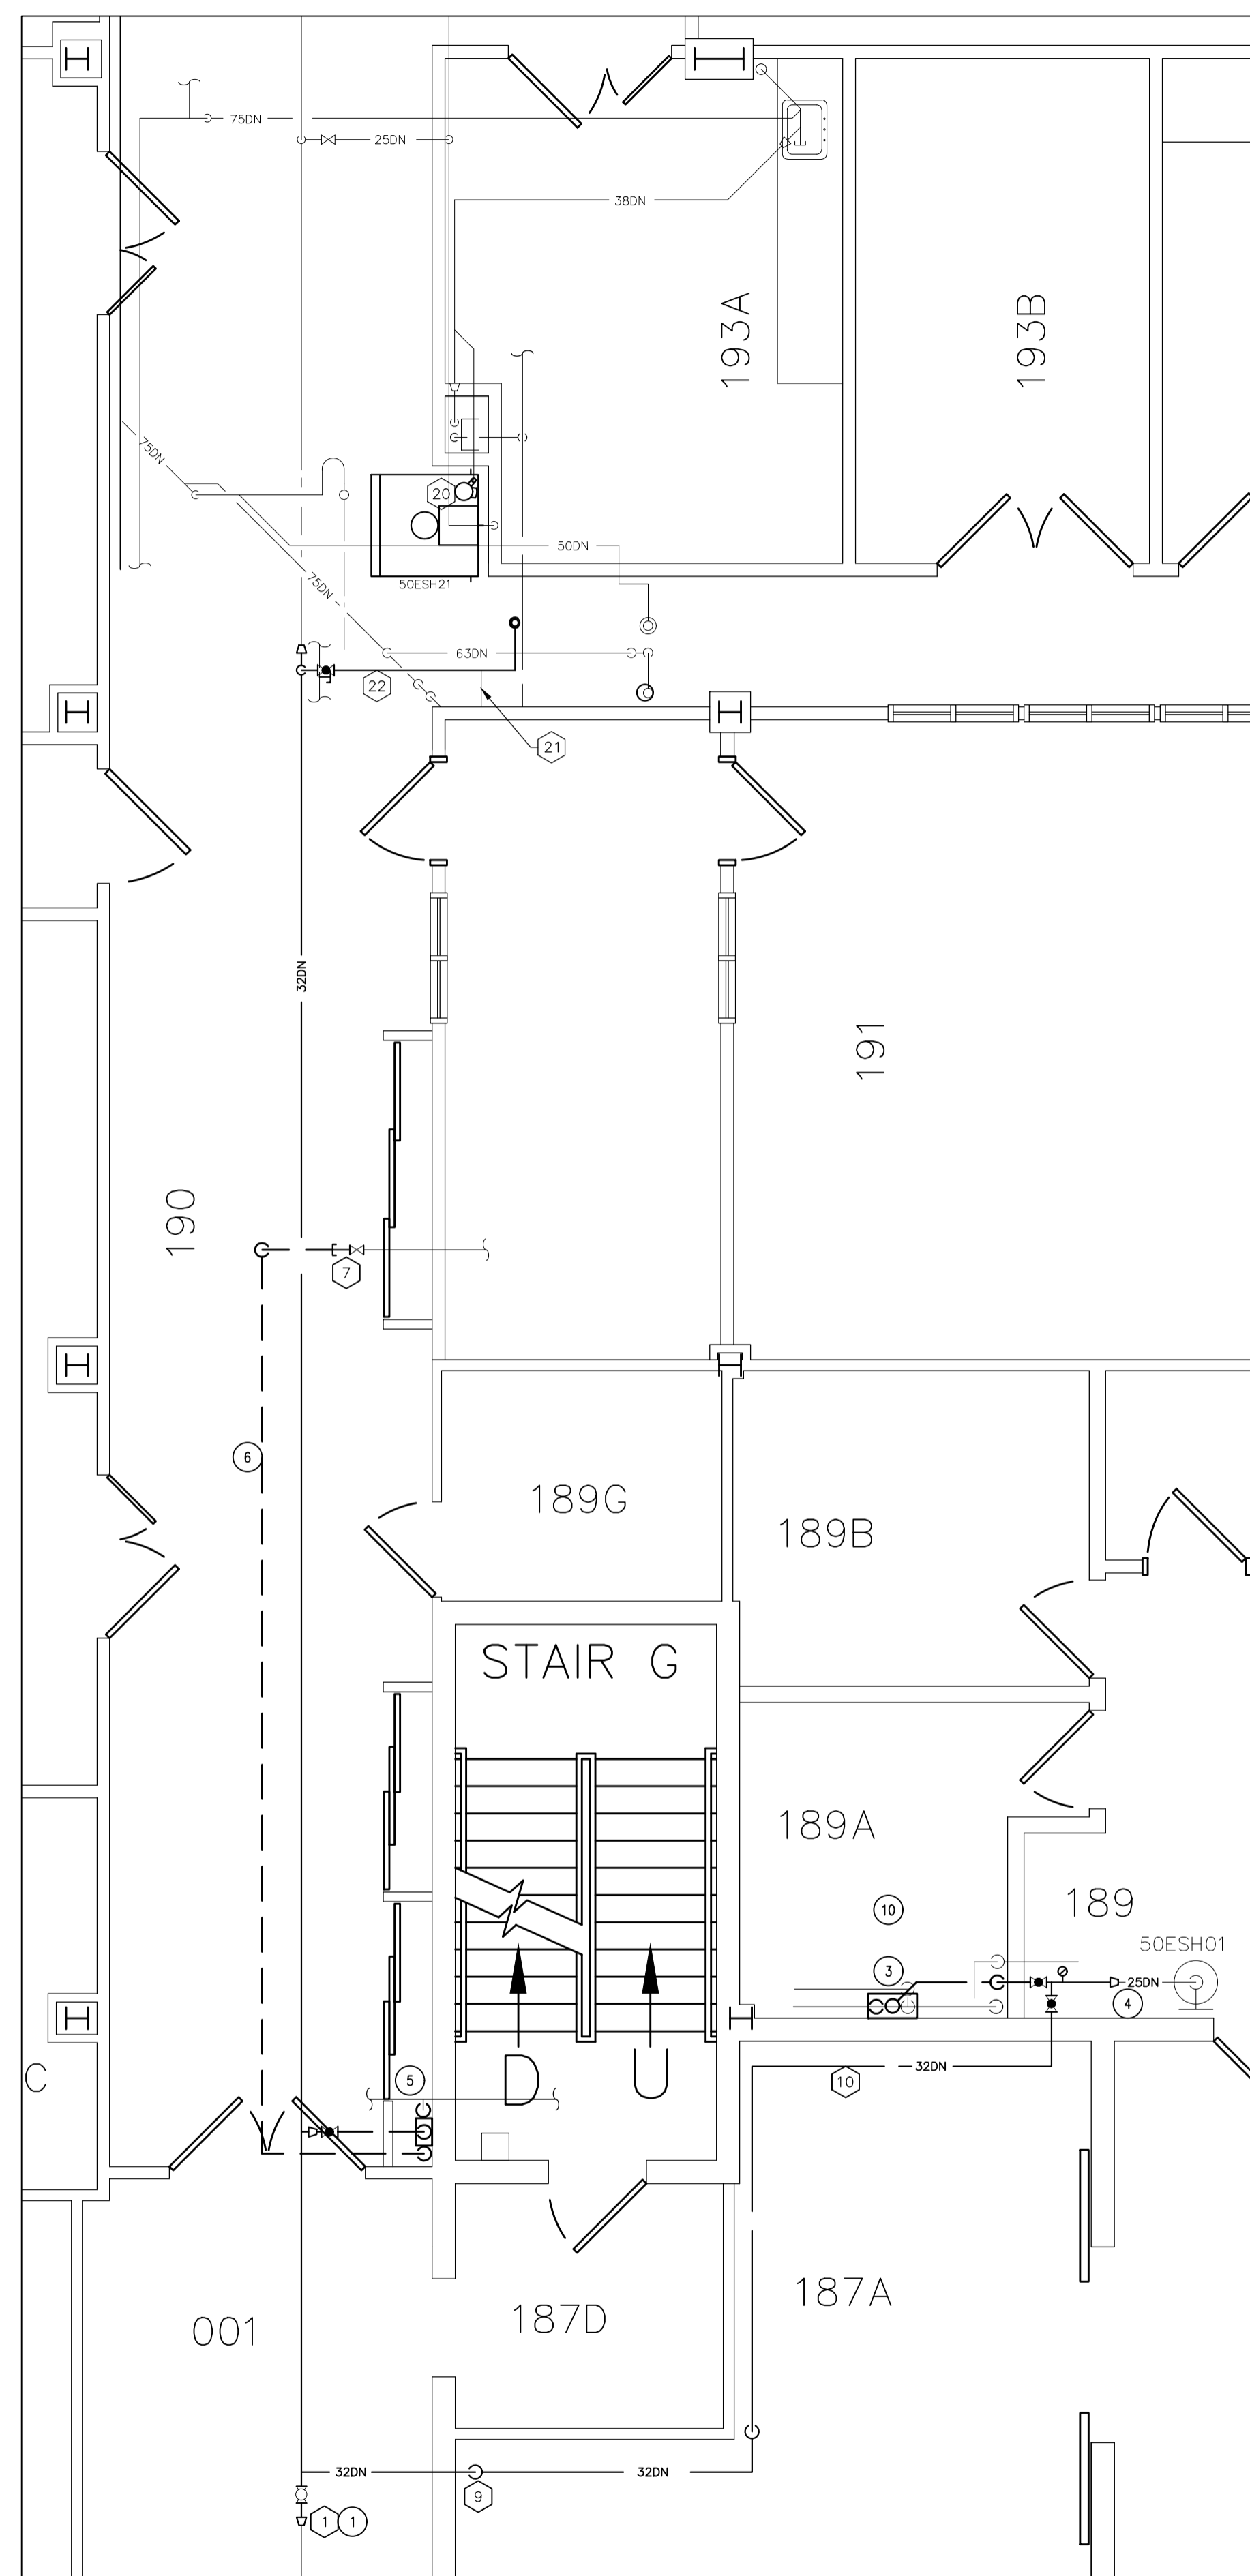 75DN
25DN
38DN
193A
193B
75DN
20
50DN
50ESH21
75DN
63DN
22
21
32DN
191
190
7
6
189G
189B
STAIR G
189A
10
189
50ESH01
3
25DN
4
D
U
5
32DN
10
C
187A
187D
001
32DN
32DN
9
1
1